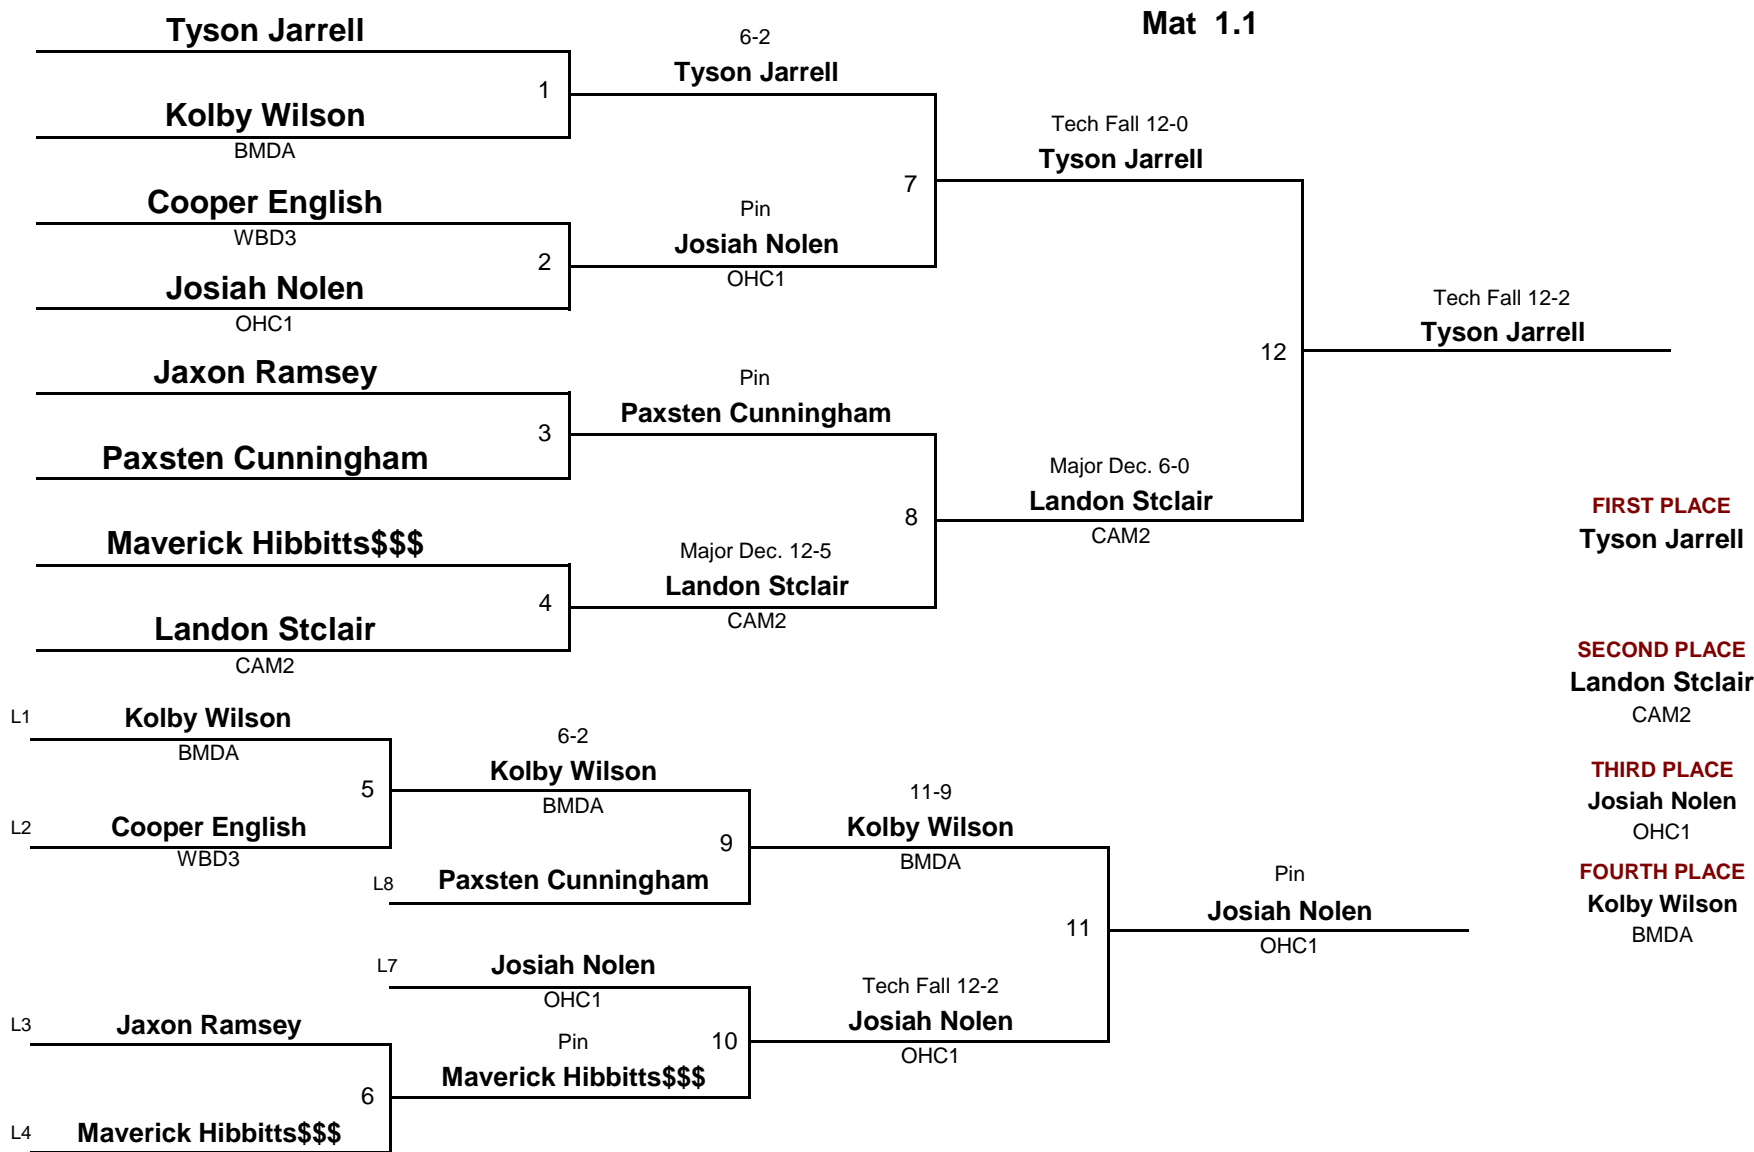 Mat 1.1
Tyson Jarrell
1
Kolby Wilson
BMDA
6-2
Tyson Jarrell
Cooper English
WBD3
2
Josiah Nolen
OHC1
Pin
Josiah Nolen
OHC1
7
Tech Fall 12-0
Tyson Jarrell
Jaxon Ramsey
3
Paxsten Cunningham
Pin
Paxsten Cunningham
Maverick Hibbitts$$$
4
Landon Stclair
CAM2
Major Dec. 12-5
Landon Stclair
CAM2
8
Major Dec. 6-0
Landon Stclair
CAM2
12
Tech Fall 12-2
Tyson Jarrell
FIRST PLACE
Tyson Jarrell
SECOND PLACE
Landon Stclair
CAM2
THIRD PLACE
Josiah Nolen
OHC1
FOURTH PLACE
Kolby Wilson
BMDA
L1
Kolby Wilson
BMDA
5
L2
Cooper English
WBD3
6-2
Kolby Wilson
BMDA
9
L8
Paxsten Cunningham
11-9
Kolby Wilson
BMDA
L7
Josiah Nolen
OHC1
L3
Jaxon Ramsey
6
L4
Maverick Hibbitts$$$
Pin
Maverick Hibbitts$$$
10
Tech Fall 12-2
Josiah Nolen
OHC1
11
Pin
Josiah Nolen
OHC1